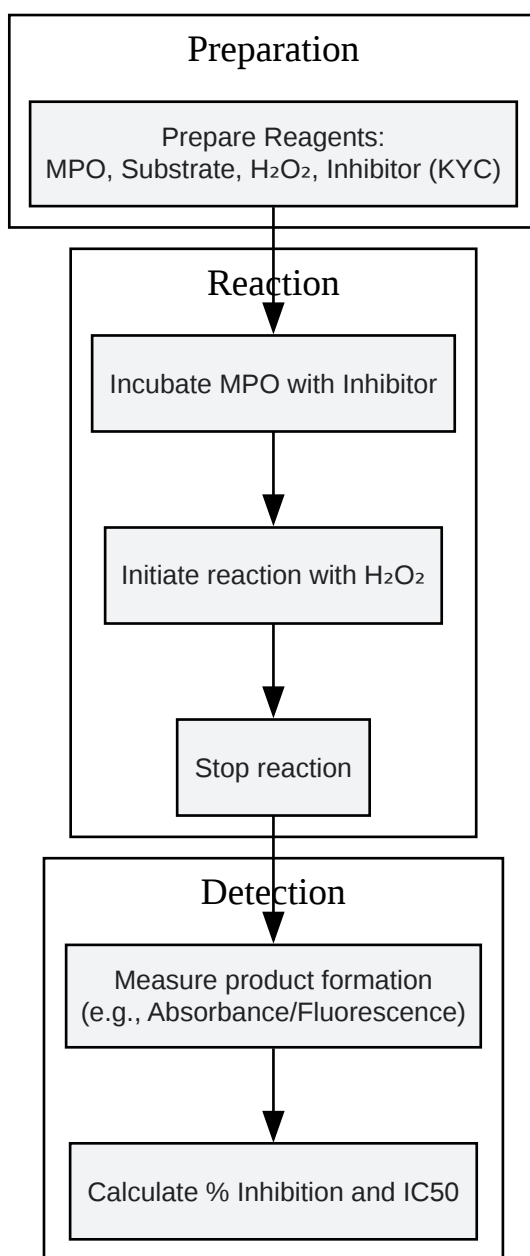 Preparation
Prepare Reagents:
MPO, Substrate, H₂O₂, Inhibitor (KYC)
Reaction
Incubate MPO with Inhibitor
Initiate reaction with H₂O₂
Stop reaction
Detection
Measure product formation
(e.g., Absorbance/Fluorescence)
Calculate % Inhibition and IC50